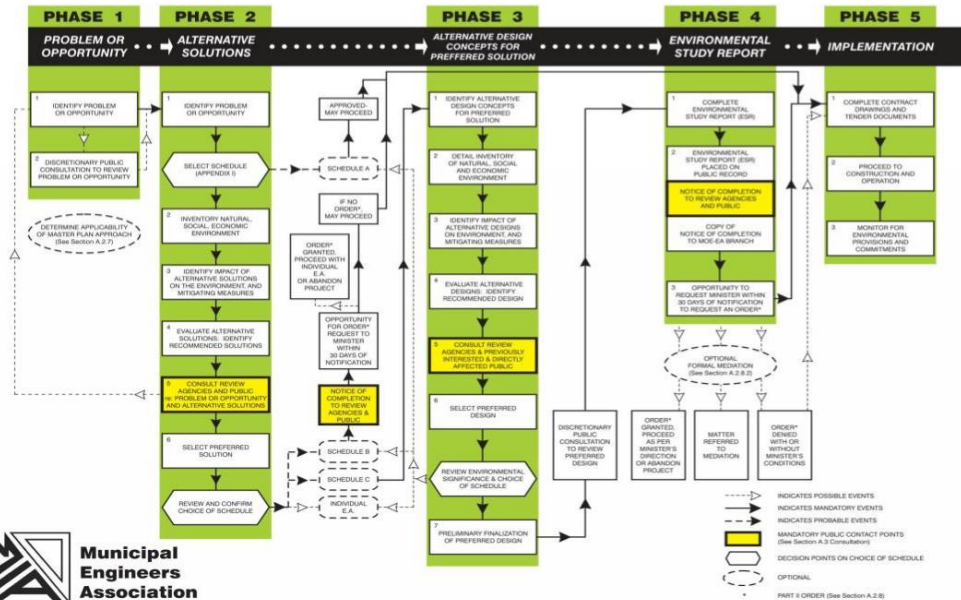 PHASE 1
PHASE 2
PHASE 3
PHASE 4
PHASE 5
PROBLEM OR
OPPORTUNITY
ALTERNATIVE
SOLUTIONS
ALTERNATIVE DESIGN
CONCEPTS FOR
PREFFERED SOLUTION
ENVIRONMENTAL
STUDY REPORT
IMPLEMENTATION
1
IDENTIFY PROBLEM
OR OPPORTUNITY
2
DISCRETIONARY PUBLIC
CONSULTATION TO REVIEW
PROBLEM OR OPPORTUNITY
DETERMINE APPLICABILITY
OF MASTER PLAN APPROACH
(See Section A.2.7)
1
IDENTIFY PROBLEM
OR OPPORTUNITY
SELECT SCHEDULE
(APPENDIX I)
2
INVENTORY NATURAL,
SOCIAL, ECONOMIC
ENVIRONMENT
3
IDENTIFY IMPACT OF
ALTERNATIVE SOLUTIONS
ON THE ENVIRONMENT, AND
MITIGATING MEASURES
4
EVALUATE ALTERNATIVE
SOLUTIONS: IDENTIFY
RECOMMENDED SOLUTIONS
5
CONSULT REVIEW
AGENCIES AND PUBLIC
re: PROBLEM OR OPPORTUNITY
AND ALTERNATIVE SOLUTIONS
6
SELECT PREFERRED
SOLUTION
REVIEW AND CONFIRM
CHOICE OF SCHEDULE
APPROVED-
MAY PROCEED
SCHEDULE A
IF NO
ORDER*,
MAY PROCEED
ORDER*
GRANTED,
PROCEED WITH
INDIVIDUAL
E.A.
OR ABANDON
PROJECT
OPPORTUNITY
FOR ORDER*
REQUEST TO
MINISTER
WITHIN
30 DAYS OF
NOTIFICATION
NOTICE OF
COMPLETION
TO REVIEW
AGENCIES &
PUBLIC
SCHEDULE B
SCHEDULE C
INDIVIDUAL
E.A.
1
IDENTIFY ALTERNATIVE
DESIGN CONCEPTS
FOR PREFERRED
SOLUTION
2
DETAIL INVENTORY
OF NATURAL, SOCIAL
AND ECONOMIC
ENVIRONMENT
3
IDENTIFY IMPACT OF
ALTERNATIVE DESIGNS
ON ENVIRONMENT, AND
MITIGATING MEASURES
4
EVALUATE ALTERNATIVE
DESIGNS: IDENTIFY
RECOMMENDED DESIGN
5
CONSULT REVIEW
AGENCIES & PREVIOUSLY
INTERESTED & DIRECTLY
AFFECTED PUBLIC
6
SELECT PREFERRED
DESIGN
REVIEW ENVIRONMENTAL
SIGNIFICANCE & CHOICE
OF SCHEDULE
7
PRELIMINARY FINALIZATION
OF PREFERRED DESIGN
DISCRETIONARY
PUBLIC
CONSULTATION
TO REVIEW
PREFERRED
DESIGN
1
COMPLETE
ENVIRONMENTAL
STUDY REPORT (ESR)
2
ENVIRONMENTAL
STUDY REPORT (ESR)
PLACED ON
PUBLIC RECORD
NOTICE OF COMPLETION
TO REVIEW AGENCIES
AND PUBLIC
COPY OF
NOTICE OF COMPLETION
TO MOE-EA BRANCH
3
OPPORTUNITY TO
REQUEST MINISTER WITHIN
30 DAYS OF NOTIFICATION
TO REQUEST AN ORDER*
OPTIONAL
FORMAL MEDIATION
(See Section A.2.8.2)
ORDER*
GRANTED,
PROCEED
AS PER
MINISTER'S
DIRECTION
OR ABANDON
PROJECT
MATTER
REFERRED
TO
MEDIATION
ORDER*
DENIED
WITH OR
WITHOUT
MINISTER'S
CONDITIONS
1
COMPLETE CONTRACT
DRAWINGS AND
TENDER DOCUMENTS
2
PROCEED TO
CONSTRUCTION AND
OPERATION
3
MONITOR FOR
ENVIRONMENTAL
PROVISIONS AND
COMMITMENTS
INDICATES POSSIBLE EVENTS
INDICATES MANDATORY EVENTS
INDICATES PROBABLE EVENTS
MANDATORY PUBLIC CONTACT POINTS
(See Section A.3 Consultation)
DECISION POINTS ON CHOICE OF SCHEDULE
OPTIONAL
* PART II ORDER (See Section A.2.8)
Municipal
Engineers
Association